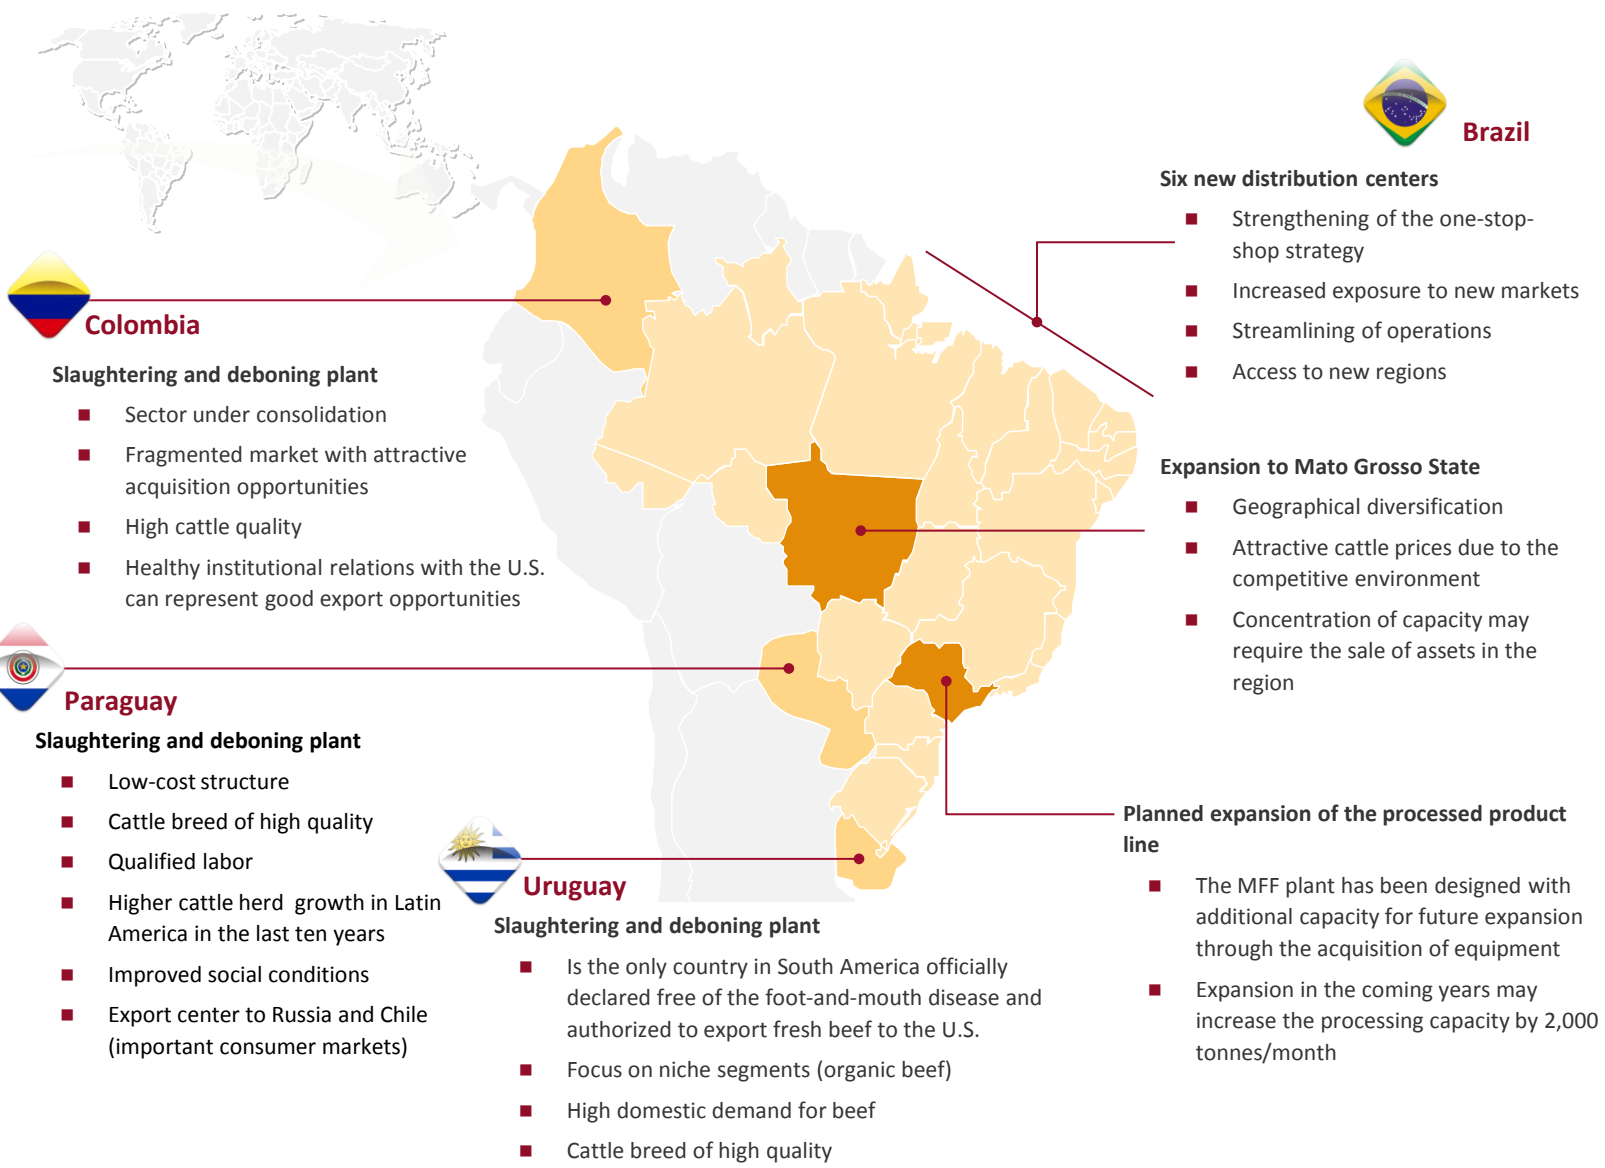 Brazil
Six new distribution centers
■ Strengthening of the one-stop-
shop strategy
■ Increased exposure to new markets
■ Streamlining of operations
■ Access to new regions
Expansion to Mato Grosso State
■ Geographical diversification
■ Attractive cattle prices due to the
competitive environment
■ Concentration of capacity may
require the sale of assets in the
region
Planned expansion of the processed product
line
■ The MFF plant has been designed with
additional capacity for future expansion
through the acquisition of equipment
■ Expansion in the coming years may
increase the processing capacity by 2,000
tonnes/month
Colombia
Slaughtering and deboning plant
■ Sector under consolidation
■ Fragmented market with attractive
acquisition opportunities
■ High cattle quality
■ Healthy institutional relations with the U.S.
can represent good export opportunities
Paraguay
Slaughtering and deboning plant
■ Low-cost structure
■ Cattle breed of high quality
■ Qualified labor
■ Higher cattle herd growth in Latin
America in the last ten years
■ Improved social conditions
■ Export center to Russia and Chile
(important consumer markets)
Uruguay
Slaughtering and deboning plant
■ Is the only country in South America officially
declared free of the foot-and-mouth disease and
authorized to export fresh beef to the U.S.
■ Focus on niche segments (organic beef)
■ High domestic demand for beef
■ Cattle breed of high quality